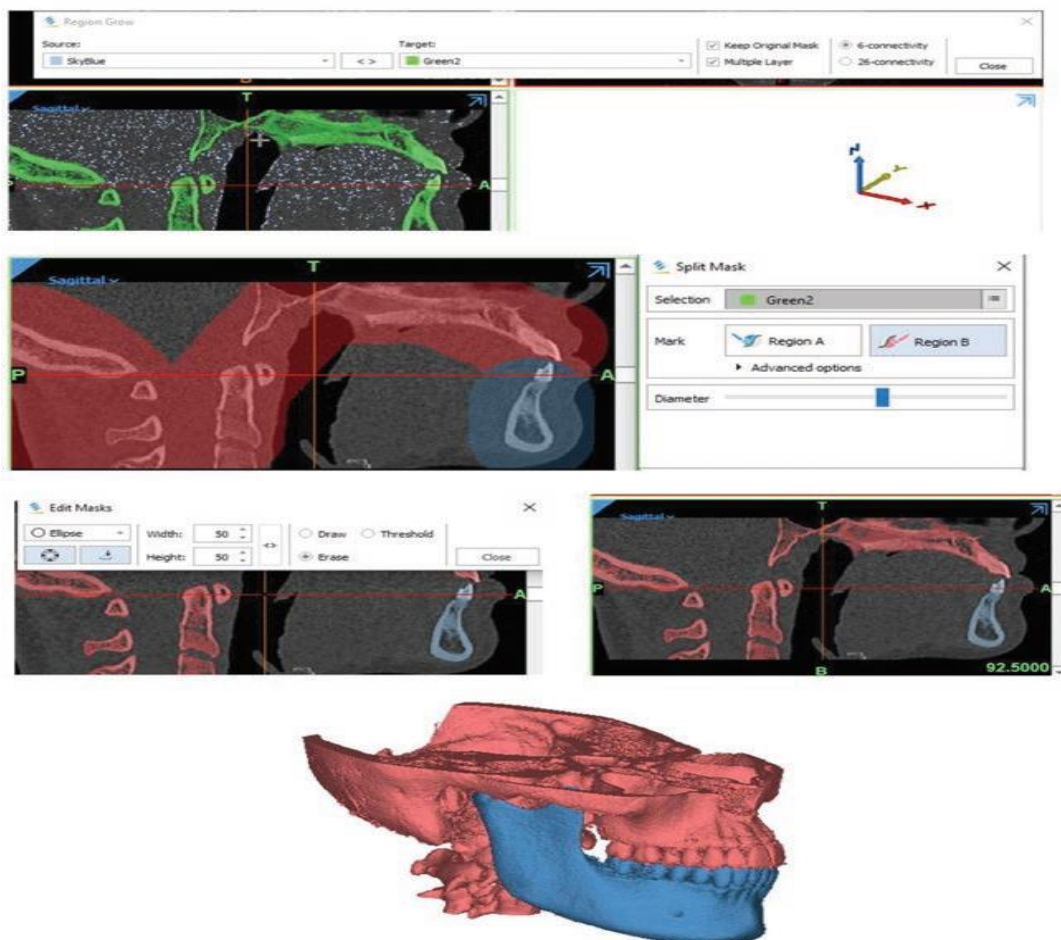 Region Grow
Source:
Target:
Keep Original Mask
6-connectivity
SkyBlue
< >
Green2
Multiple Layer
26-connectivity
Close
T
Sagittal
P
A
Z
Y
X
T
Sagittal
P
A
Split Mask
Selection
Green2
Mark
Region A
Region B
Advanced options
Diameter
Edit Masks
Ellipse
Width: 50
Draw
Threshold
Height: 50
Erase
Close
A
T
Sagittal
P
A
B
92.5000